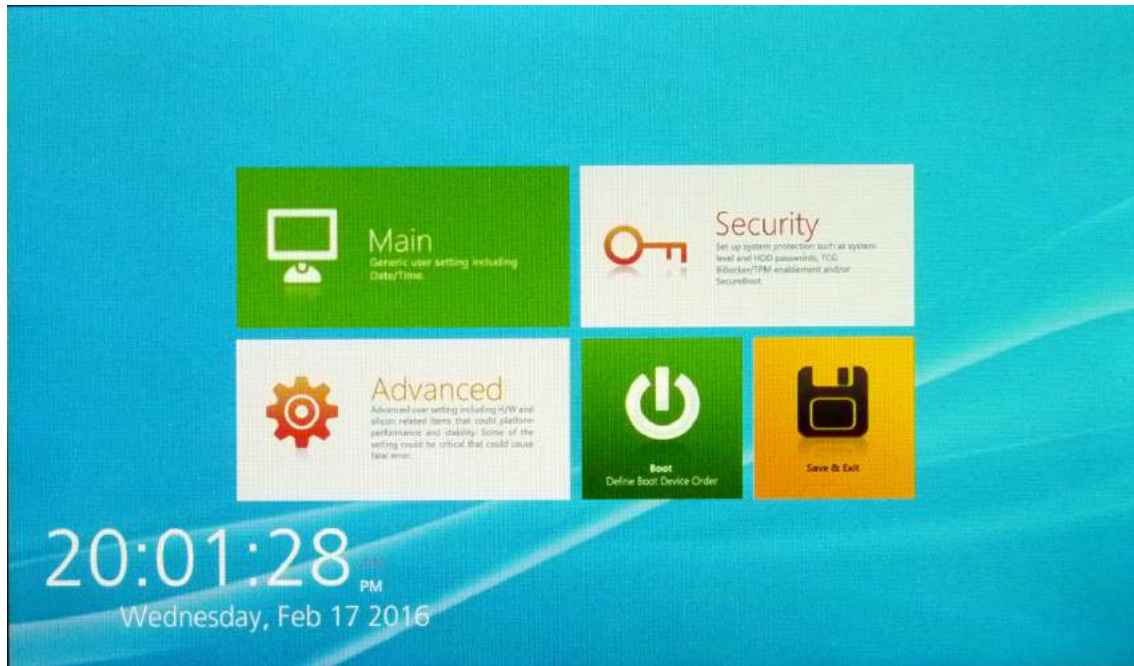 Main
Generic user setting including
Date/Time.
Security
Set up system protection such as system
level and HDD passwords, TCG
Bitlocker/TPM enablement and/or
SecureBoot.
Advanced
Advanced user setting including H/W and
silicon related items that could platform
performance and stability. Some of the
setting could be critical that could cause
fatal error.
Boot
Define Boot Device Order
Save & Exit
20:01:28
PM
Wednesday, Feb 17 2016